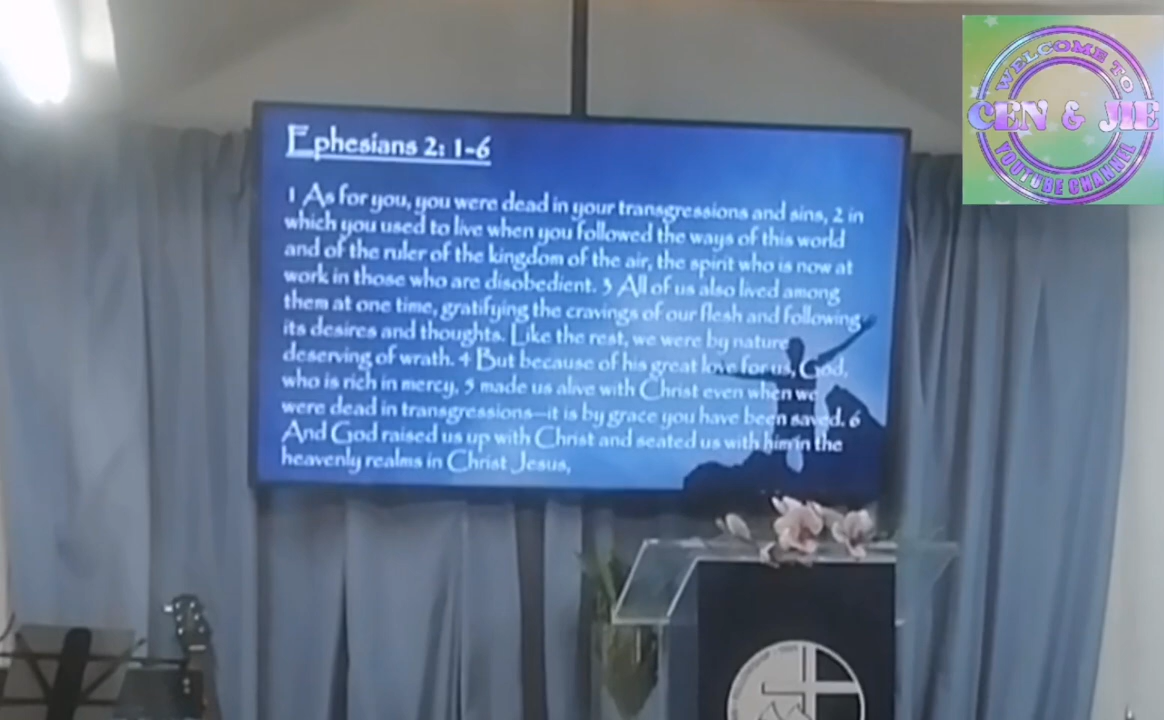 Ephesians 2: 1-6
1 As for you, you were dead in your transgressions and sins, 2 in
which you used to live when you followed the ways of this world
and of the ruler of the kingdom of the air, the spirit who is now at
work in those who are disobedient. 3 All of us also lived among
them at one time, gratifying the cravings of our flesh and following
its desires and thoughts. Like the rest, we were by nature
deserving of wrath. 4 But because of his great love for us, God,
who is rich in mercy, 5 made us alive with Christ even when we
were dead in transgressions—it is by grace you have been saved. 6
And God raised us up with Christ and seated us with him in the
heavenly realms in Christ Jesus,
WELCOME TO
CEN & JIE
YOUTUBE CHANNEL